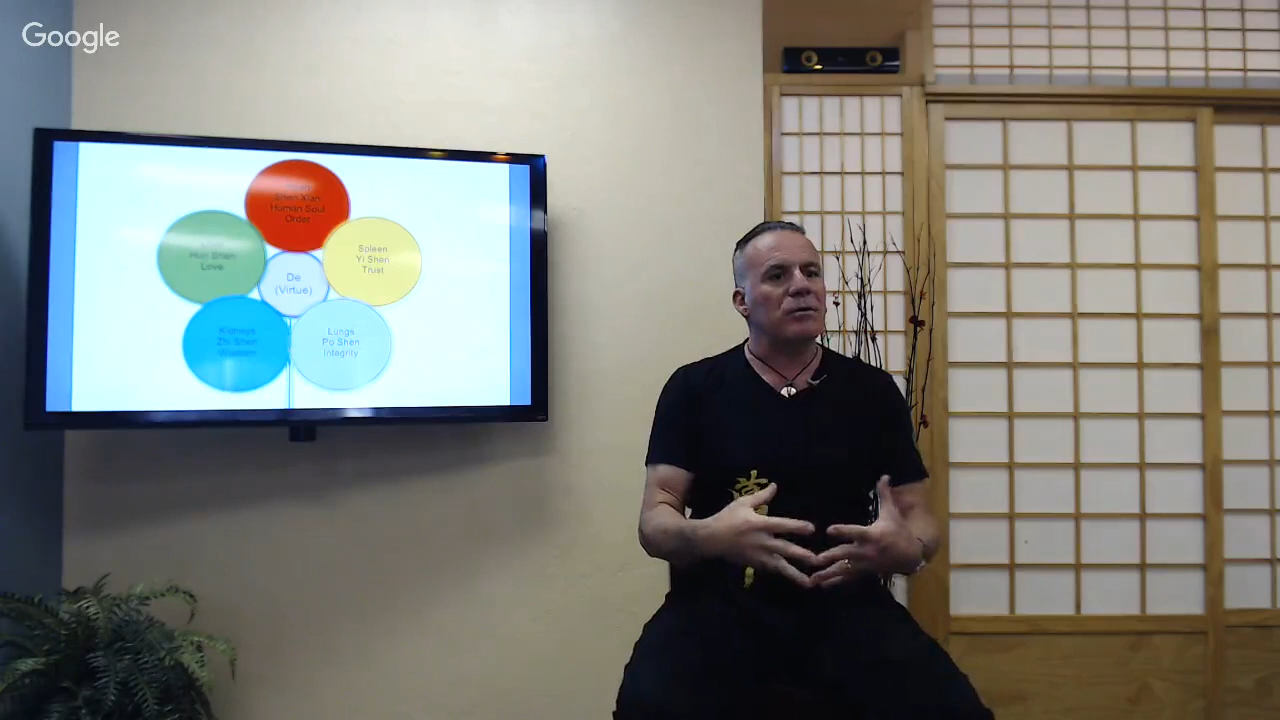 Google
Shen Xian
Human Soul
Order
Hun Shen
Love
Spleen
Yi Shen
Trust
De
(Virtue)
Kidneys
Zhi Shen
Wisdom
Lungs
Po Shen
Integrity